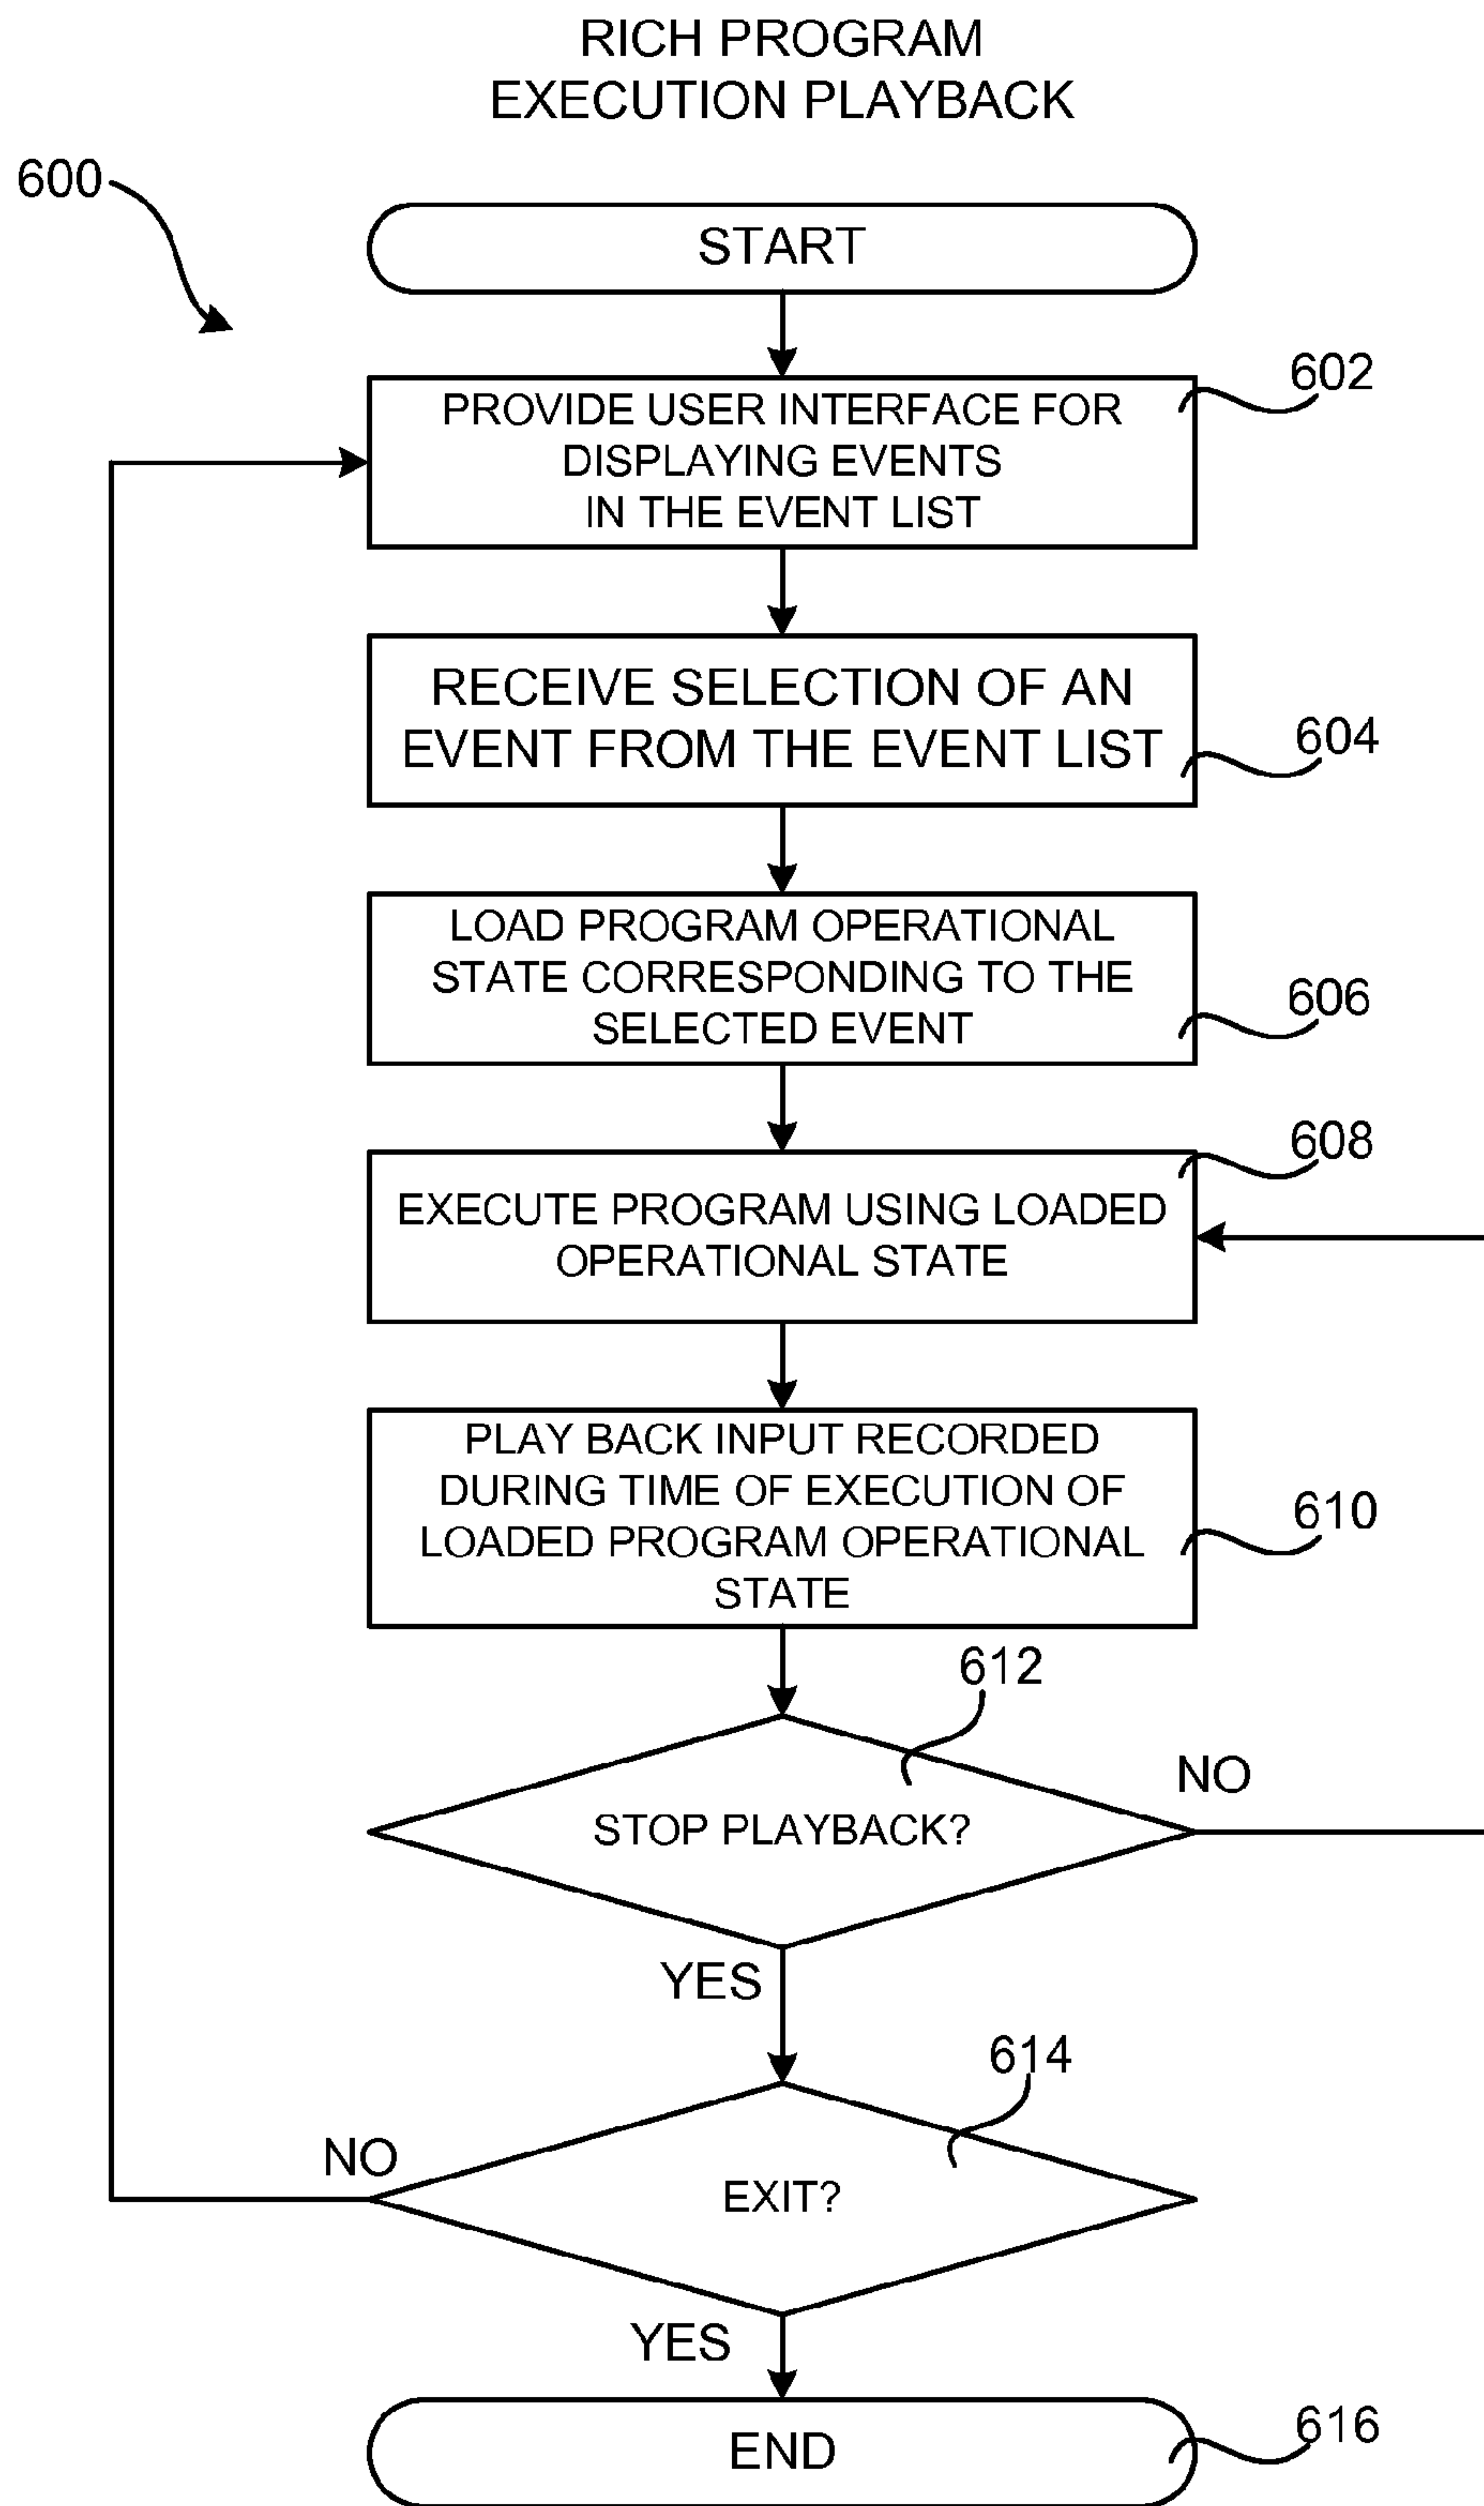 RICH PROGRAM
EXECUTION PLAYBACK
600
START
602
PROVIDE USER INTERFACE FOR
DISPLAYING EVENTS
IN THE EVENT LIST
RECEIVE SELECTION OF AN
EVENT FROM THE EVENT LIST
604
LOAD PROGRAM OPERATIONAL
STATE CORRESPONDING TO THE
SELECTED EVENT
606
608
EXECUTE PROGRAM USING LOADED
OPERATIONAL STATE
PLAY BACK INPUT RECORDED
DURING TIME OF EXECUTION OF
LOADED PROGRAM OPERATIONAL
STATE
610
612
NO
STOP PLAYBACK?
YES
614
NO
EXIT?
YES
END
616